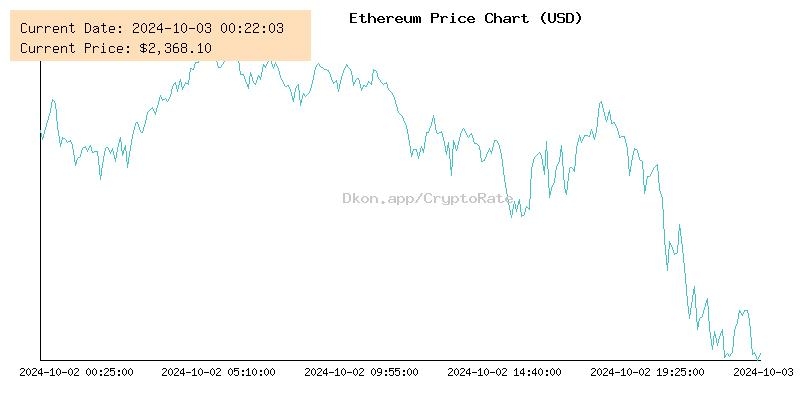 Ethereum Price Chart (USD)
Current Date: 2024-10-03 00:22:03
Current Price: $2,368.10
Dkon.app/CryptoRate
2024-10-02 00:25:00 2024-10-02 05:10:00 2024-10-02 09:55:00 2024-10-02 14:40:00 2024-10-02 19:25:00 2024-10-03